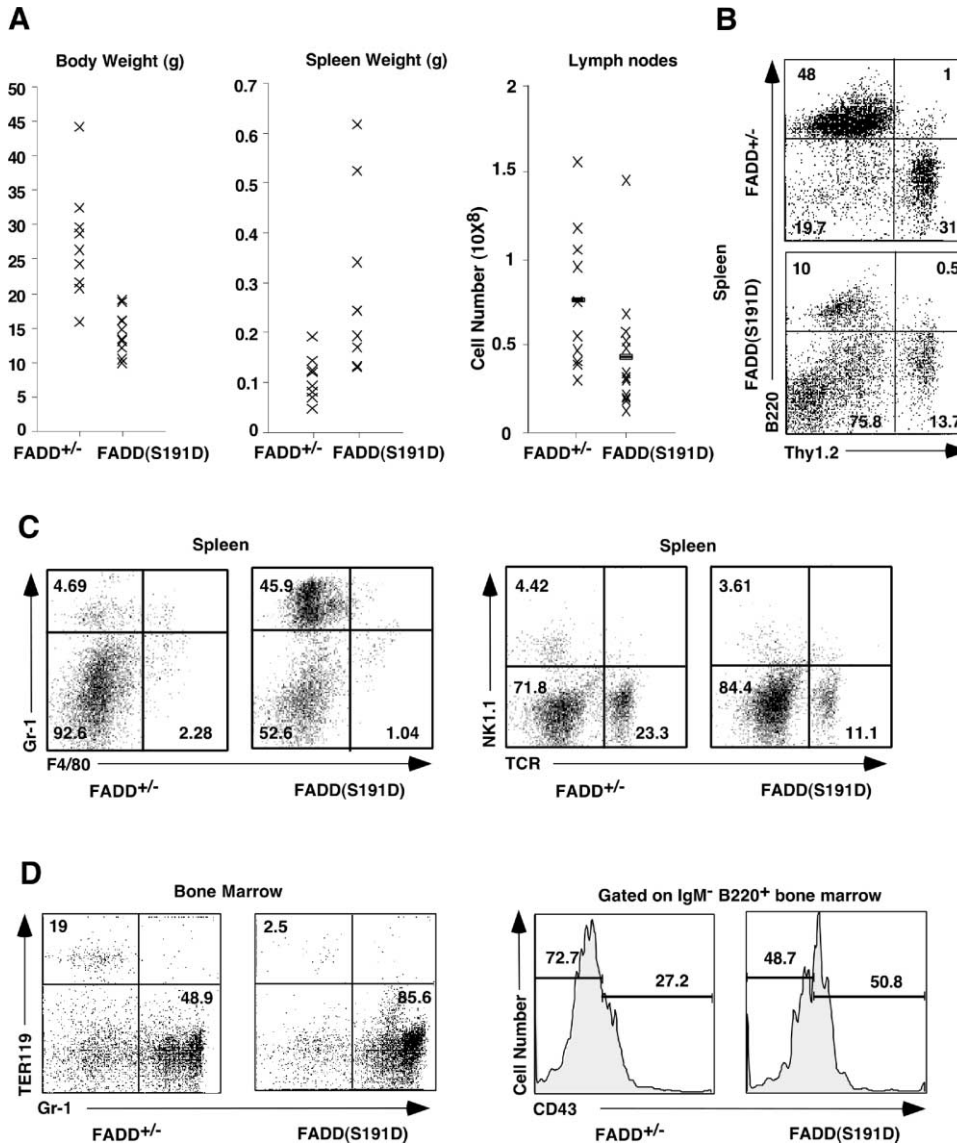 A
Body Weight (g)
50
45
40
35
30
25
20
15
10
5
0
FADD+/-
FADD(S191D)
Spleen Weight (g)
0.7
0.6
0.5
0.4
0.3
0.2
0.1
0
FADD+/-
FADD(S191D)
Lymph nodes
Cell Number (10X8)
2
1.5
1
0.5
0
FADD+/-
FADD(S191D)
B
48
1
19.7
31
FADD+/-
10
0.5
75.8
13.7
FADD(S191D)
Spleen
B220
Thy1.2
C
Spleen
4.69
92.6
2.28
45.9
52.6
1.04
Gr-1
F4/80
FADD+/-
FADD(S191D)
Spleen
4.42
71.8
23.3
3.61
84.4
11.1
NK1.1
TCR
FADD+/-
FADD(S191D)
D
Bone Marrow
19
48.9
2.5
85.6
TER119
Gr-1
FADD+/-
FADD(S191D)
Gated on IgM- B220+ bone marrow
72.7
27.2
48.7
50.8
Cell Number
CD43
FADD+/-
FADD(S191D)